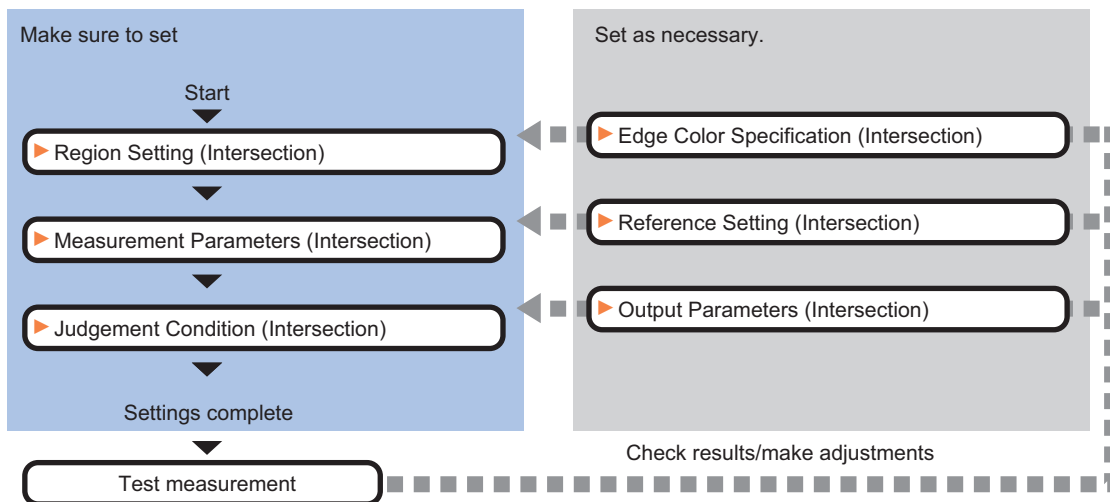 Make sure to set
Start
Region Setting (Intersection)
Measurement Parameters (Intersection)
Judgement Condition (Intersection)
Settings complete
Test measurement
Set as necessary.
Edge Color Specification (Intersection)
Reference Setting (Intersection)
Output Parameters (Intersection)
Check results/make adjustments